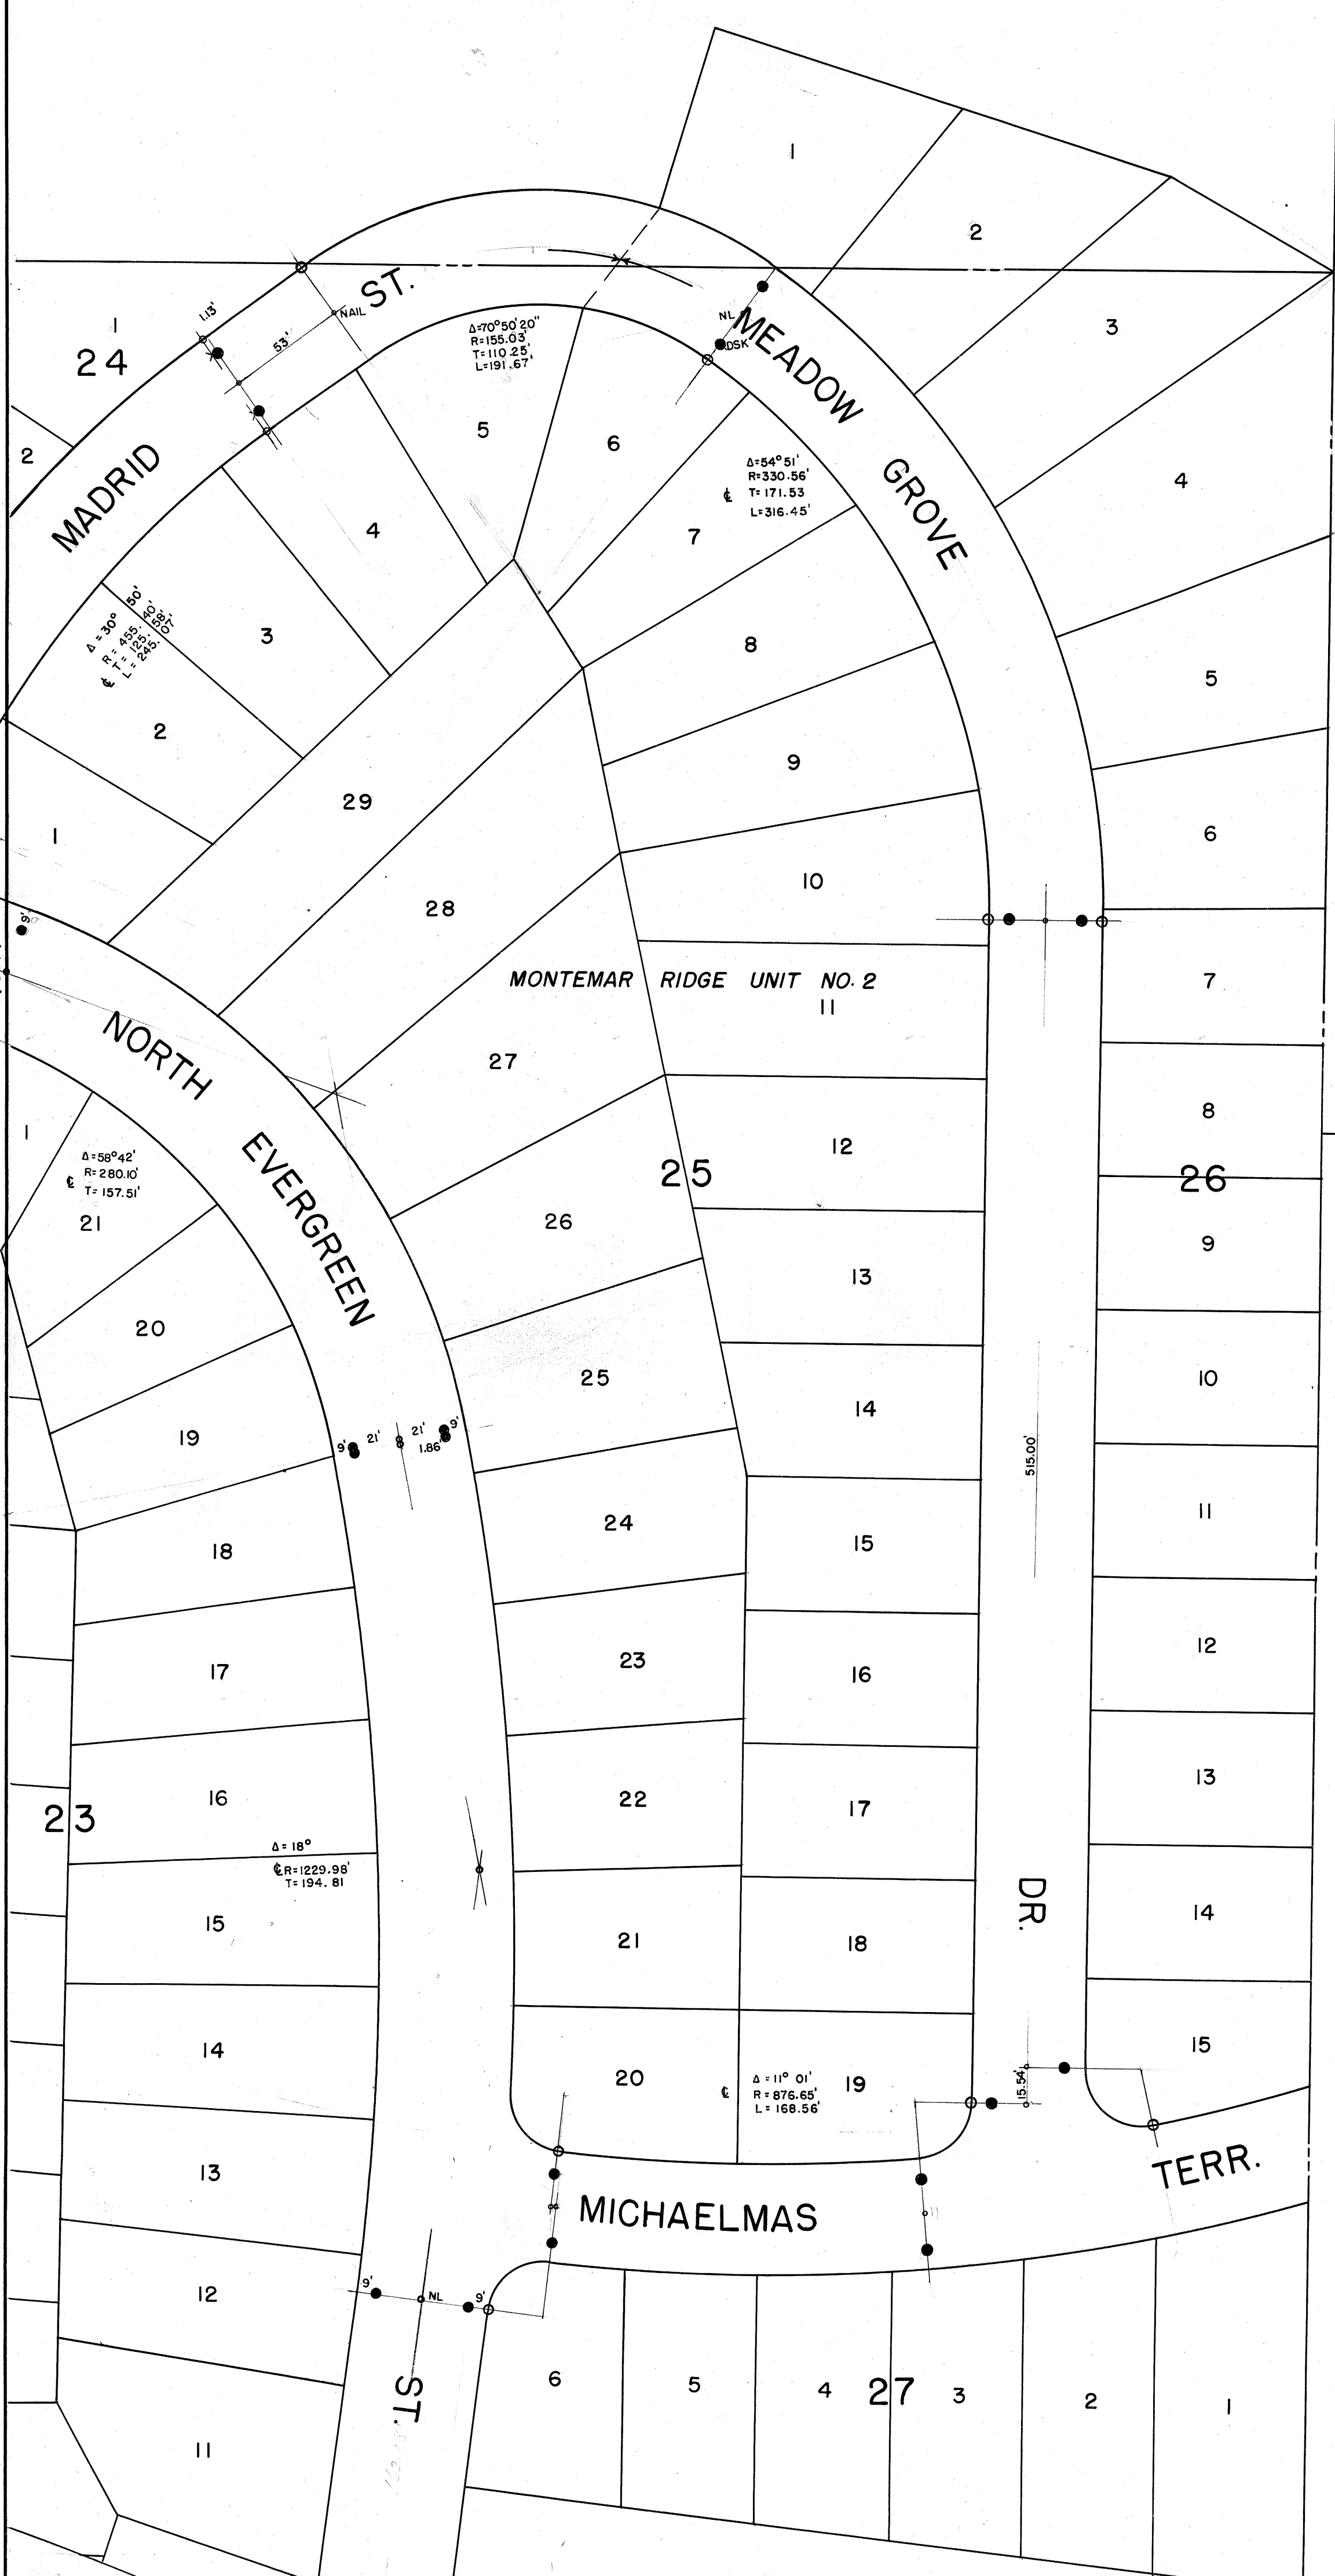 1
2
3
4
5
6
7
8
9
10
11
12
13
14
15
26
1
24
2
1.13'
53'
NAIL
MADRID ST.
NL
DSK
MEADOW GROVE DR.
Δ=70°50'20"
R=155.03'
T=110.25'
L=191.67'
Δ=54°51'
R=330.56'
℄ T=171.53
L=316.45'
Δ=30° 50'
R=455.40'
T=125.58'
℄ L=245.07'
1
2
3
4
5
6
7
8
9
10
MONTEMAR RIDGE UNIT NO. 2
11
12
13
14
15
16
17
18
19
20
21
22
23
24
25
26
27
28
29
25
515.00'
15.54'
9'
NORTH EVERGREEN ST.
1
Δ=58°42'
℄ R=280.10'
T=157.51'
21
20
19
9' 21' 21' 9'
1.86'
18
17
16
23
Δ=18°
℄ R=1229.98'
T=194.81
15
14
13
12
11
Δ=11° 01'
℄ R=876.65'
L=168.56'
MICHAELMAS TERR.
9' NL 9'
6
5
4
27
3
2
1